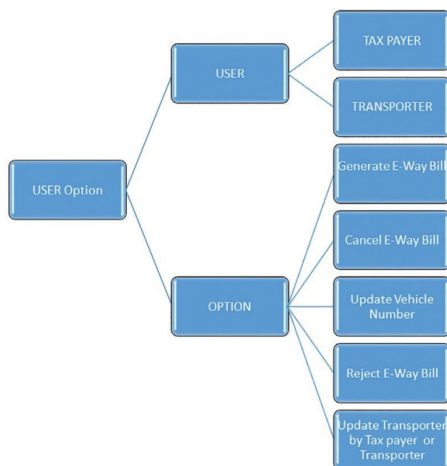 USER Option
USER
TAX PAYER
TRANSPORTER
OPTION
Generate E-Way Bill
Cancel E-Way Bill
Update Vehicle
Number
Reject E-Way Bill
Update Transporter
by Tax payer or
Transporter